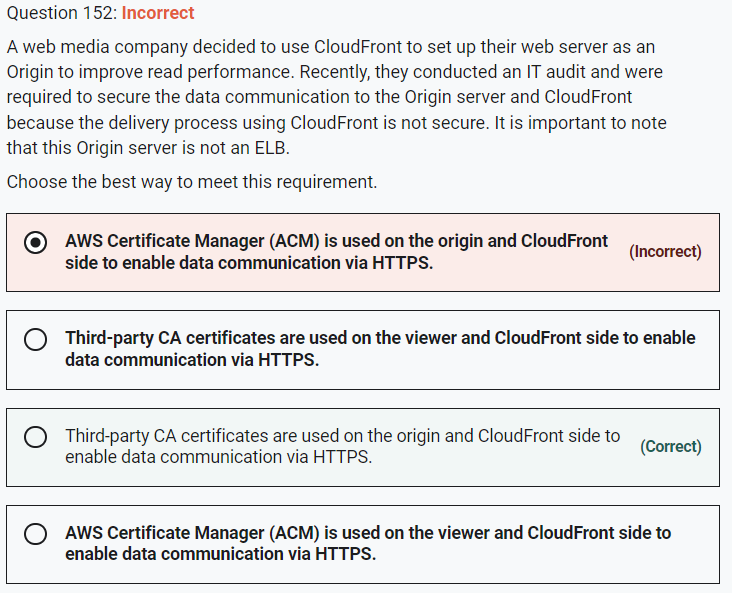 Question 152: Incorrect
A web media company decided to use CloudFront to set up their web server as an
Origin to improve read performance. Recently, they conducted an IT audit and were
required to secure the data communication to the Origin server and CloudFront
because the delivery process using CloudFront is not secure. It is important to note
that this Origin server is not an ELB.
Choose the best way to meet this requirement.
AWS Certificate Manager (ACM) is used on the origin and CloudFront
side to enable data communication via HTTPS.
(Incorrect)
Third-party CA certificates are used on the viewer and CloudFront side to enable
data communication via HTTPS.
Third-party CA certificates are used on the origin and CloudFront side to
enable data communication via HTTPS.
(Correct)
AWS Certificate Manager (ACM) is used on the viewer and CloudFront side to
enable data communication via HTTPS.